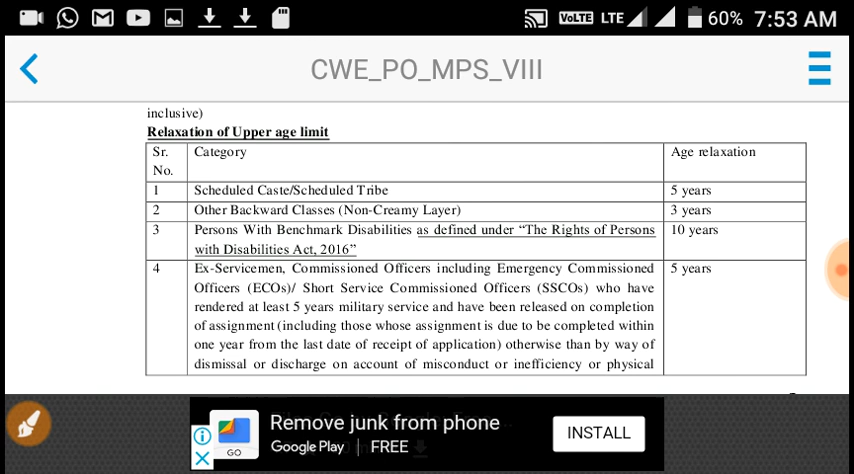 VoLTE LTE 60% 7:53 AM
CWE_PO_MPS_VIII
inclusive)
Relaxation of Upper age limit
Sr. No.
Category
Age relaxation
1
Scheduled Caste/Scheduled Tribe
5 years
2
Other Backward Classes (Non-Creamy Layer)
3 years
3
Persons With Benchmark Disabilities as defined under “The Rights of Persons
with Disabilities Act, 2016”
10 years
4
Ex-Servicemen, Commissioned Officers including Emergency Commissioned
Officers (ECOs)/ Short Service Commissioned Officers (SSCOs) who have
rendered at least 5 years military service and have been released on completion
of assignment (including those whose assignment is due to be completed within
one year from the last date of receipt of application) otherwise than by way of
dismissal or discharge on account of misconduct or inefficiency or physical
5 years
GO
Remove junk from phone
Google Play | FREE
INSTALL